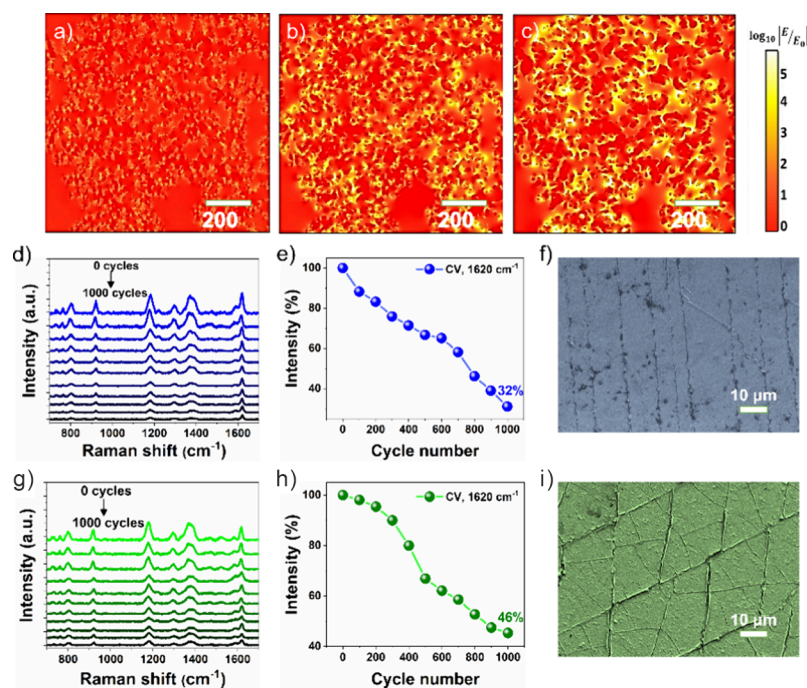 a)
b)
c)
log₁₀|E/E₀|
200
200
200
5
4
3
2
1
0
d)
0 cycles
1000 cycles
Intensity (a.u.)
800 1000 1200 1400 1600
Raman shift (cm⁻¹)
e)
CV, 1620 cm⁻¹
Intensity (%)
100
80
60
40
32%
0 200 400 600 800 1000
Cycle number
f)
10 µm
g)
0 cycles
1000 cycles
Intensity (a.u.)
800 1000 1200 1400 1600
Raman shift (cm⁻¹)
h)
CV, 1620 cm⁻¹
Intensity (%)
100
80
60
40
46%
0 200 400 600 800 1000
Cycle number
i)
10 µm